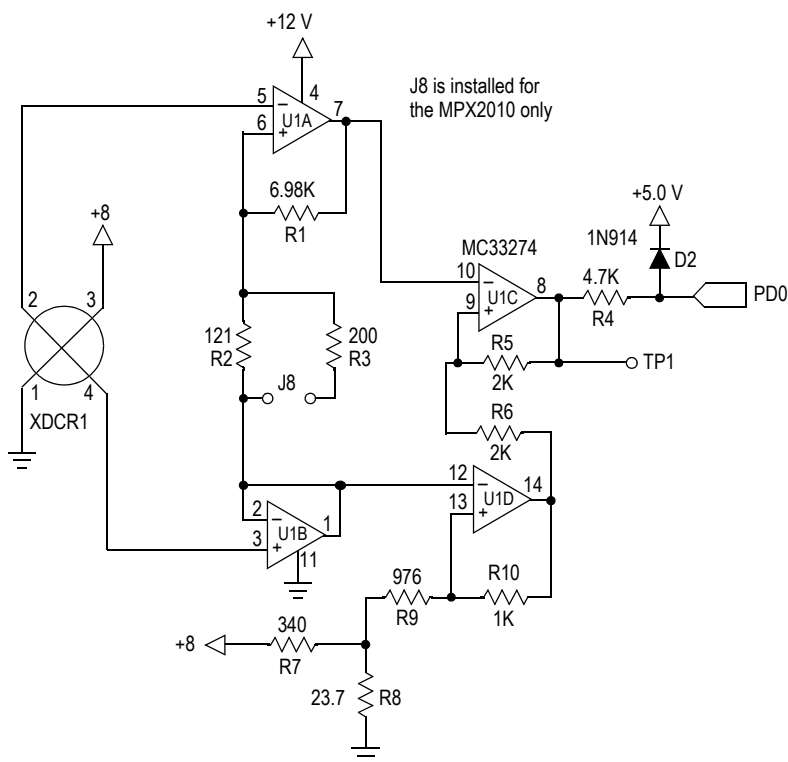 +12 V
J8 is installed for
the MPX2010 only
5
−
4
7
U1A
6
+
6.98K
R1
+5.0 V
+8
1N914
D2
MC33274
10
−
8
4.7K
PD0
U1C
9
+
R4
2
3
121
R2
200
R3
R5
2K
TP1
J8
1
4
R6
2K
XDCR1
12
−
14
U1D
13
+
2
−
1
U1B
3
+
11
976
R9
R10
1K
+8
340
R7
23.7
R8